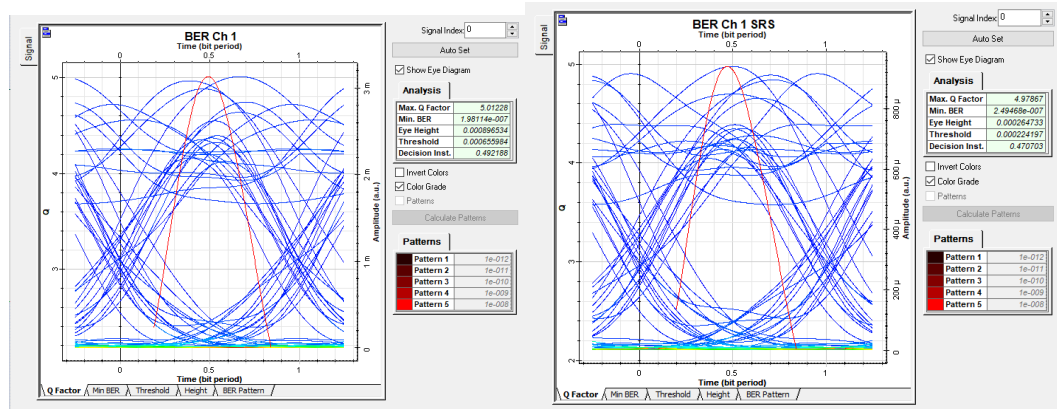 Signal
BER Ch 1
Time (bit period)
0 0.5 1
Q
5
4
3
Amplitude (a.u.)
3 m
2 m
1 m
0
0 1
Time (bit period)
Q Factor Min BER Threshold Height BER Pattern
Signal Index: 0
Auto Set
Show Eye Diagram
Analysis
Max. Q Factor 5.01228
Min. BER 1.98114e-007
Eye Height 0.000896534
Threshold 0.000655984
Decision Inst. 0.492188
Invert Colors
Color Grade
Patterns
Calculate Patterns
Patterns
Pattern 1 1e-012
Pattern 2 1e-011
Pattern 3 1e-010
Pattern 4 1e-009
Pattern 5 1e-008
Signal
BER Ch 1 SRS
Time (bit period)
0 0.5 1
Q
5
4
3
2
Amplitude (a.u.)
800 µ
600 µ
400 µ
200 µ
0
0 1
Time (bit period)
Q Factor Min BER Threshold Height BER Pattern
Signal Index: 0
Auto Set
Show Eye Diagram
Analysis
Max. Q Factor 4.97867
Min. BER 2.49468e-007
Eye Height 0.000264733
Threshold 0.000224197
Decision Inst. 0.470703
Invert Colors
Color Grade
Patterns
Calculate Patterns
Patterns
Pattern 1 1e-012
Pattern 2 1e-011
Pattern 3 1e-010
Pattern 4 1e-009
Pattern 5 1e-008